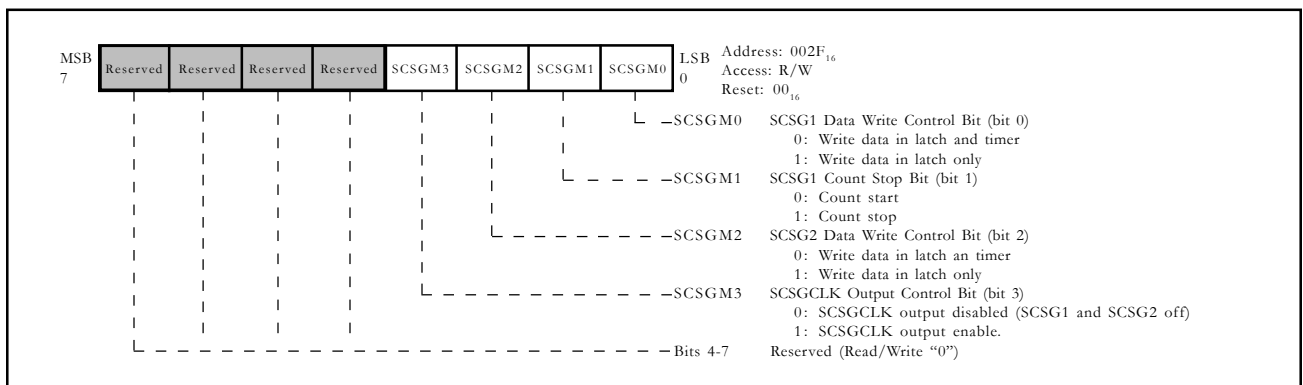 MSB
7
Reserved Reserved Reserved Reserved SCSGM3 SCSGM2 SCSGM1 SCSGM0
LSB
0
Address: 002F₁₆
Access: R/W
Reset: 00₁₆
SCSGM0 SCSG1 Data Write Control Bit (bit 0)
0: Write data in latch and timer
1: Write data in latch only
SCSGM1 SCSG1 Count Stop Bit (bit 1)
0: Count start
1: Count stop
SCSGM2 SCSG2 Data Write Control Bit (bit 2)
0: Write data in latch an timer
1: Write data in latch only
SCSGM3 SCSGCLK Output Control Bit (bit 3)
0: SCSGCLK output disabled (SCSG1 and SCSG2 off)
1: SCSGCLK output enable.
Bits 4-7 Reserved (Read/Write “0”)